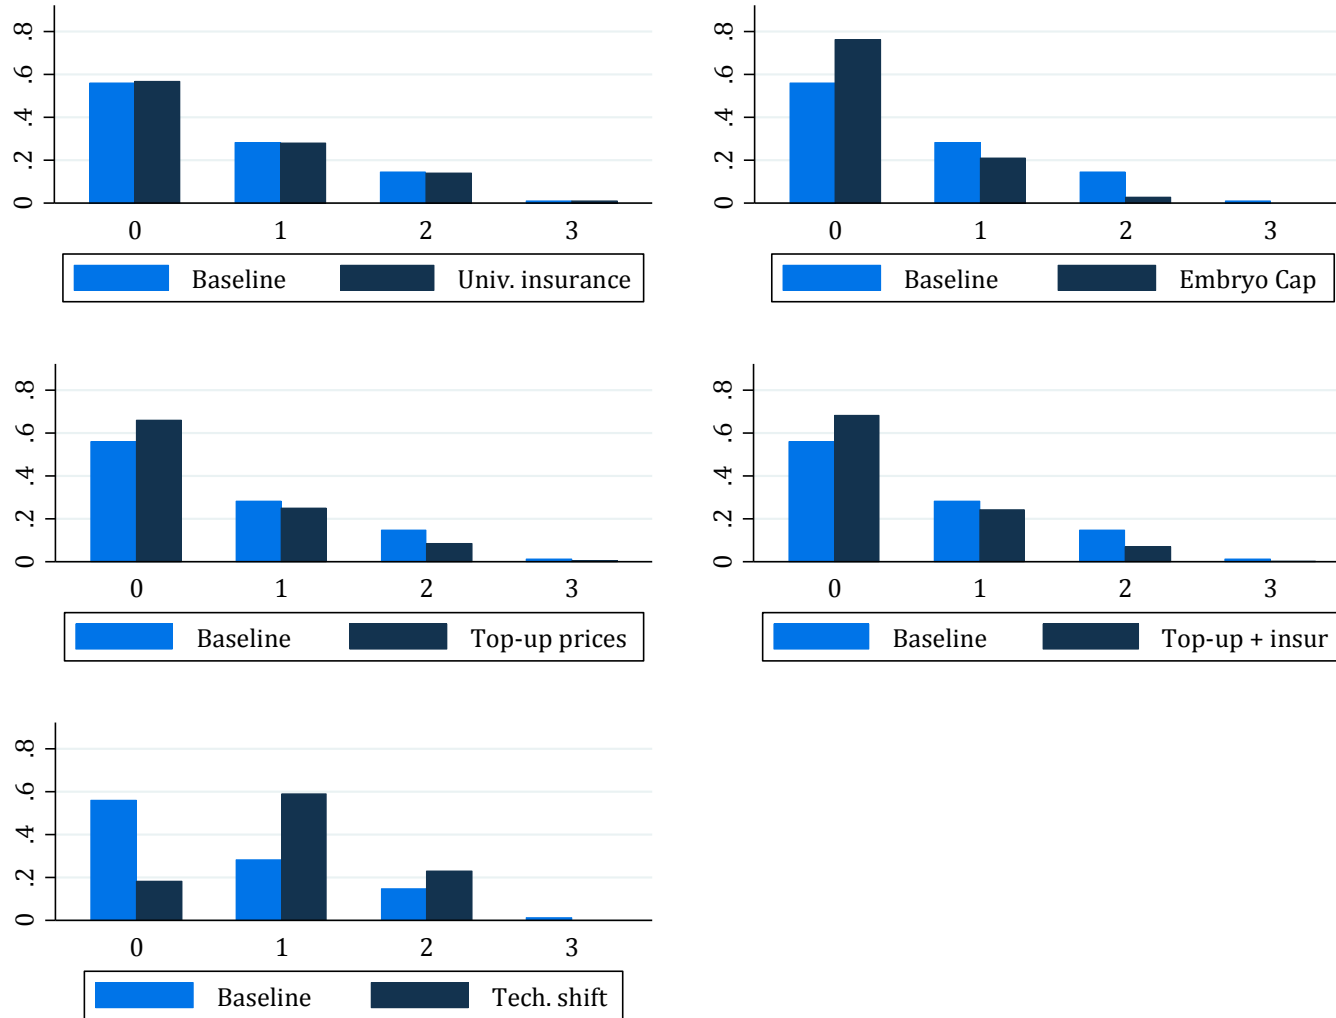 .8
.6
.4
.2
0
0 1 2 3
Baseline Univ. insurance
.8
.6
.4
.2
0
0 1 2 3
Baseline Embryo Cap
.8
.6
.4
.2
0
0 1 2 3
Baseline Top-up prices
.8
.6
.4
.2
0
0 1 2 3
Baseline Top-up + insur
.8
.6
.4
.2
0
0 1 2 3
Baseline Tech. shift